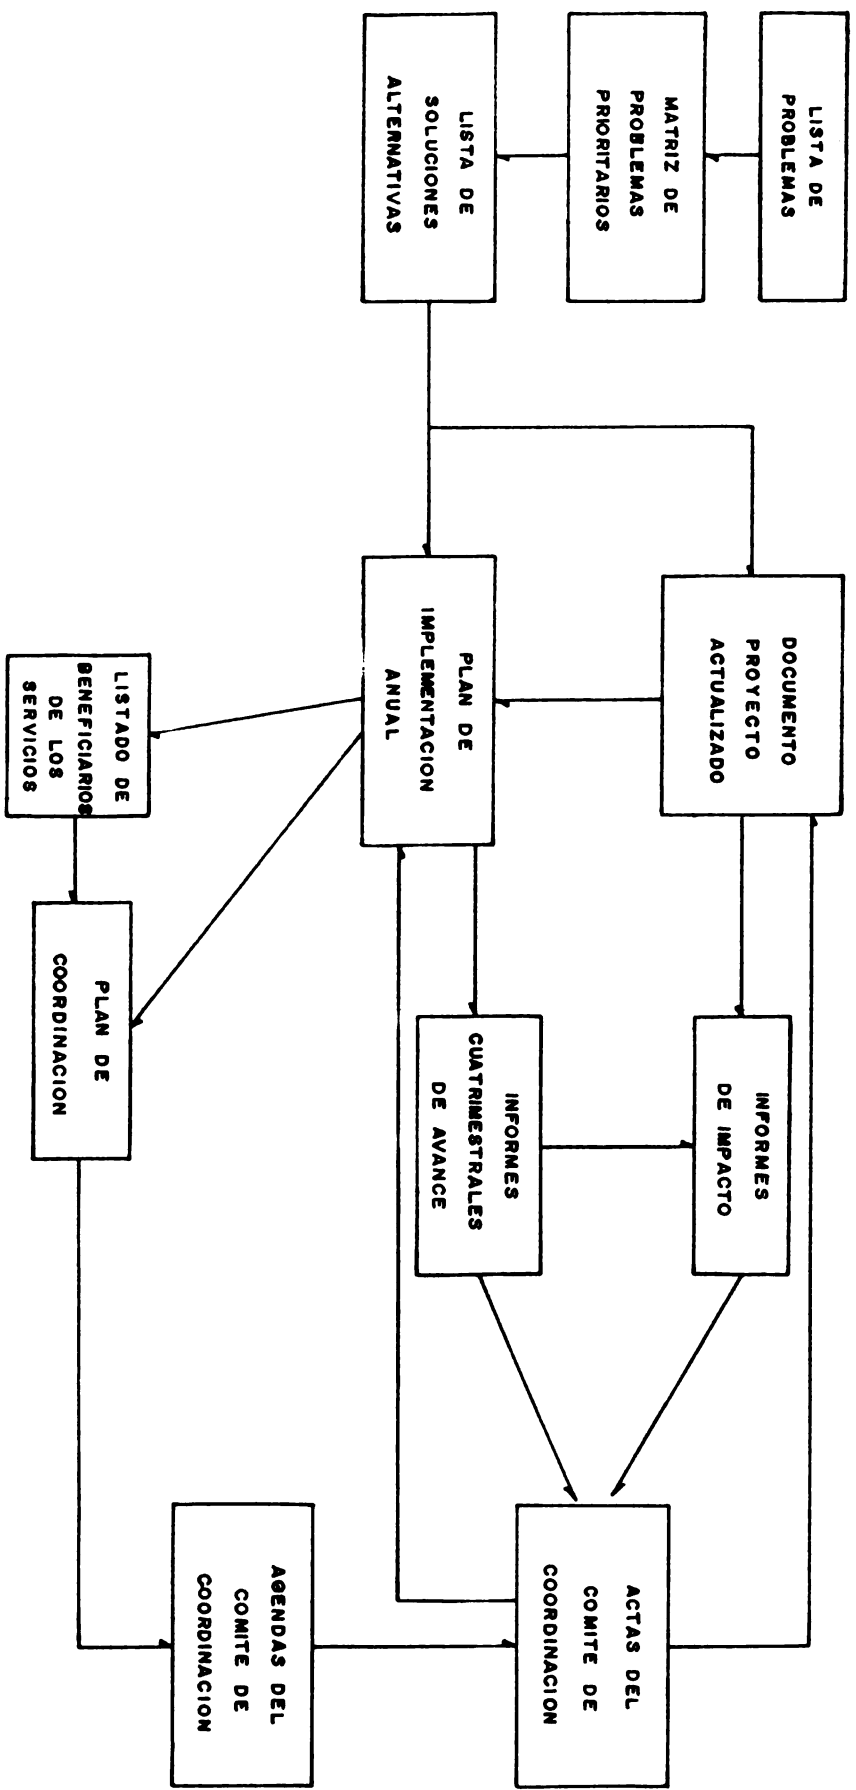 LISTA DE
PROBLEMAS
MATRIZ DE
PROBLEMAS
PRIORITARIOS
LISTA DE
SOLUCIONES
ALTERNATIVAS
DOCUMENTO
PROYECTO
ACTUALIZADO
PLAN DE
IMPLEMENTACION
ANUAL
LISTADO DE
BENEFICIARIOS
DE LOS
SERVICIOS
PLAN DE
COORDINACION
INFORMES
DE IMPACTO
INFORMES
CUATRIMESTRALES
DE AVANCE
ACTAS DEL
COMITE DE
COORDINACION
AGENDAS DEL
COMITE DE
COORDINACION